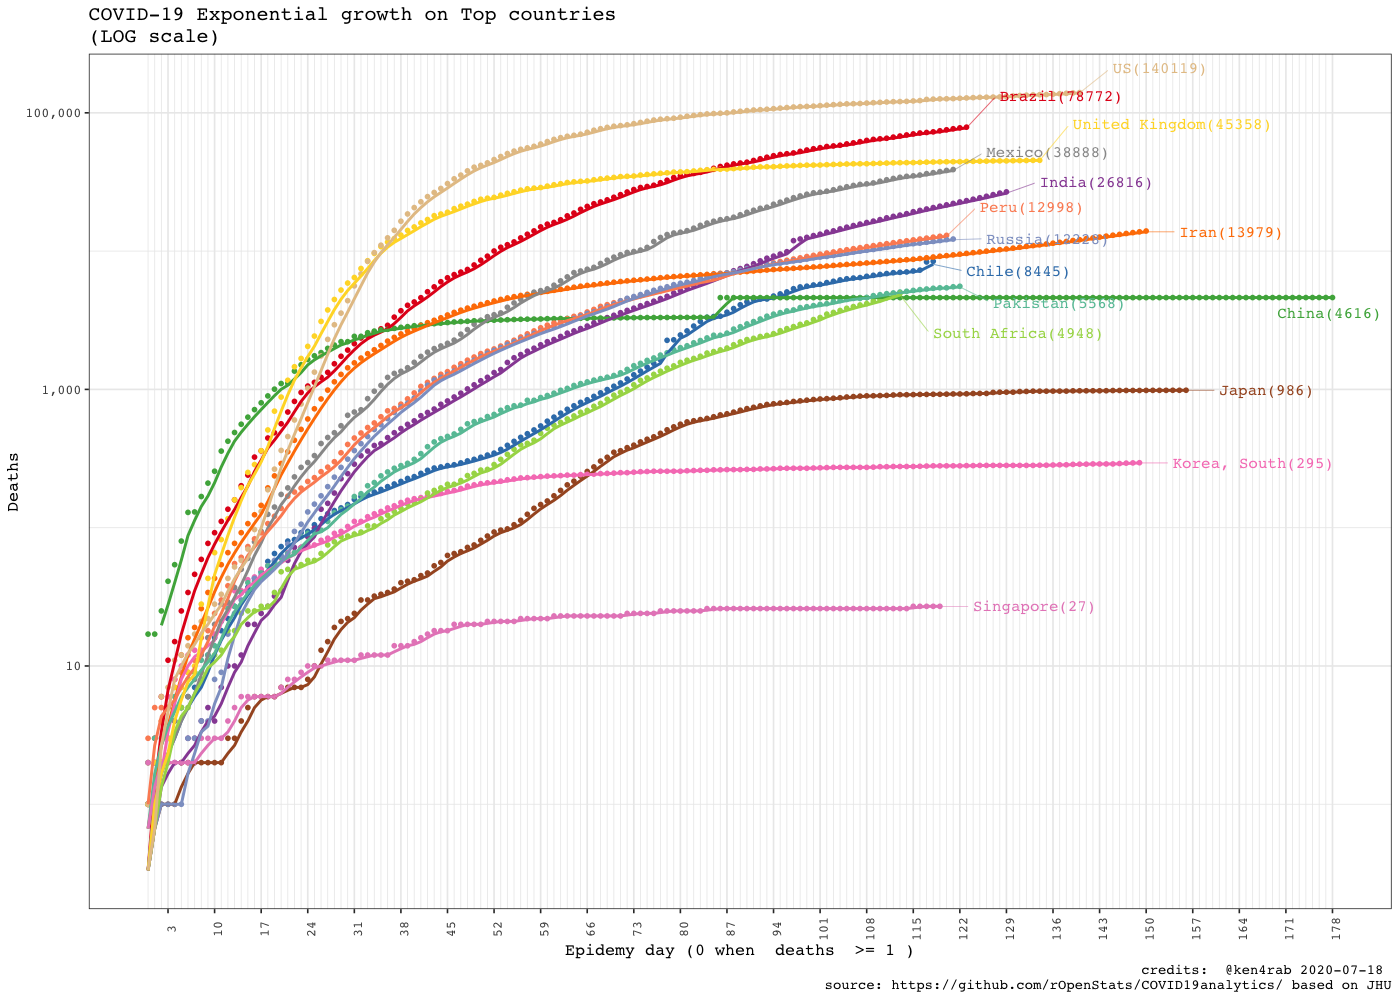 COVID-19 Exponential growth on Top countries
(LOG scale)
US(140119)
Brazil(78772)
100,000
United Kingdom(45358)
Mexico(38888)
India(26816)
Peru(12998)
Iran(13979)
Chile(8445)
Pakistan(5568)
China(4616)
South Africa(4948)
1,000
Japan(986)
Korea, South(295)
Deaths
Singapore(27)
10
3 10 17 24 31 38 45 52 59 66 73 80 87 94 101 108 115 122 129 136 143 150 157 164 171 178
Epidemy day (0 when deaths >= 1 )
credits: @ken4rab 2020-07-18
source: https://github.com/rOpenStats/COVID19analytics/ based on JHU